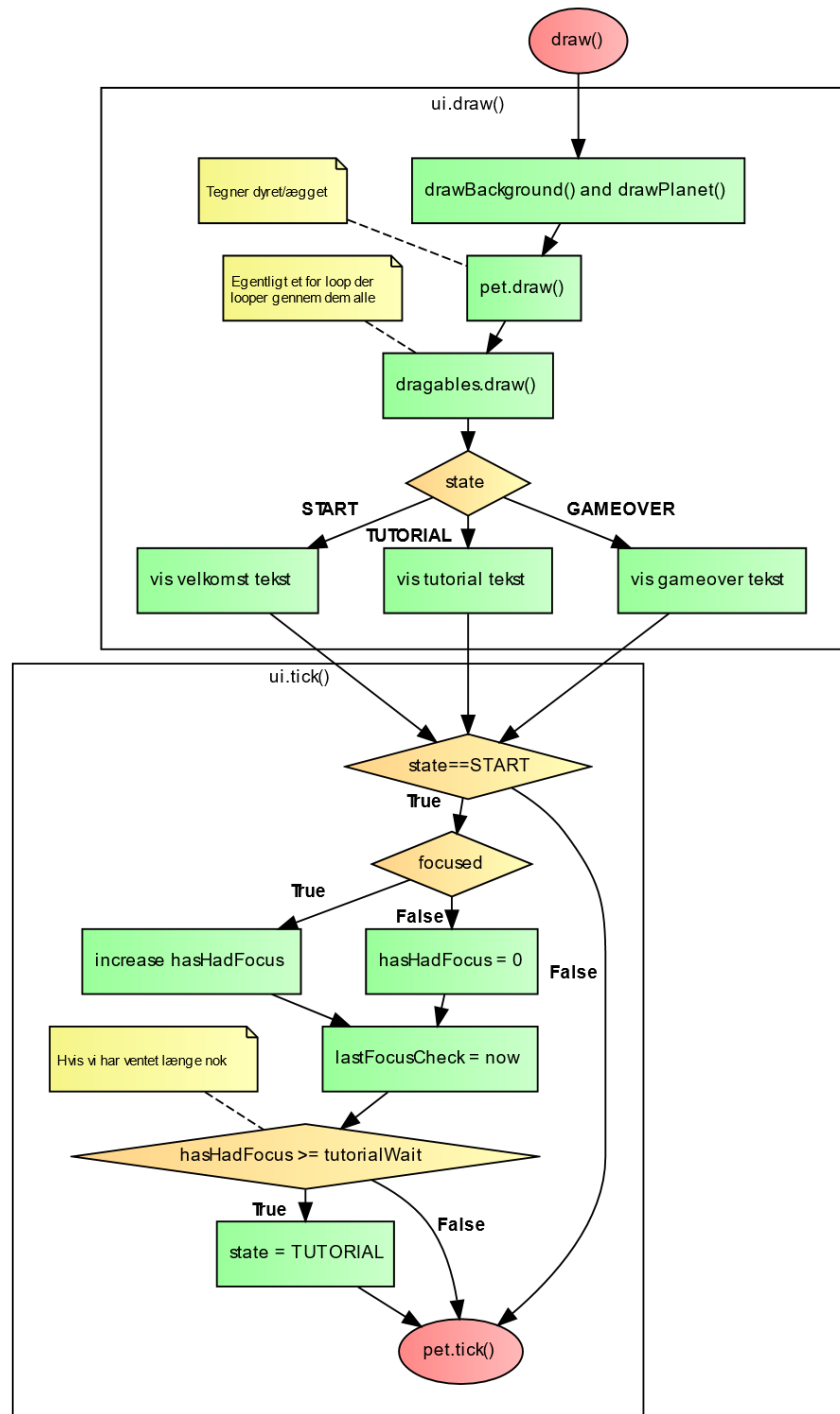 draw()
ui.draw()
Tegner dyret/ægget
drawBackground() and drawPlanet()
Egentligt et for loop der
looper gennem dem alle
pet.draw()
dragables.draw()
state
START
TUTORIAL
GAMEOVER
vis velkomst tekst
vis tutorial tekst
vis gameover tekst
ui.tick()
state==START
True
focused
True
False
increase hasHadFocus
hasHadFocus = 0
False
Hvis vi har ventet længe nok
lastFocusCheck = now
hasHadFocus >= tutorialWait
True
False
state = TUTORIAL
pet.tick()